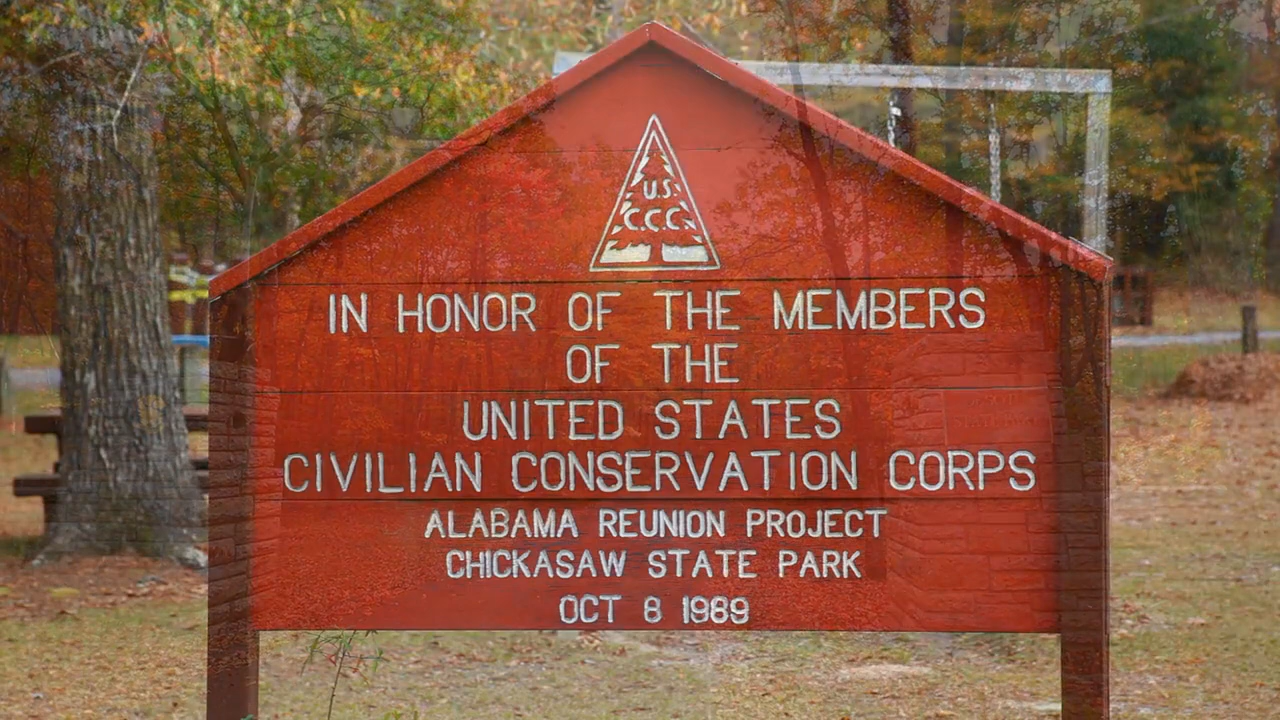 U.S.
C.C.C.
IN HONOR OF THE MEMBERS
OF THE
UNITED STATES
CIVILIAN CONSERVATION CORPS
ALABAMA REUNION PROJECT
CHICKASAW STATE PARK
OCT 8 1989